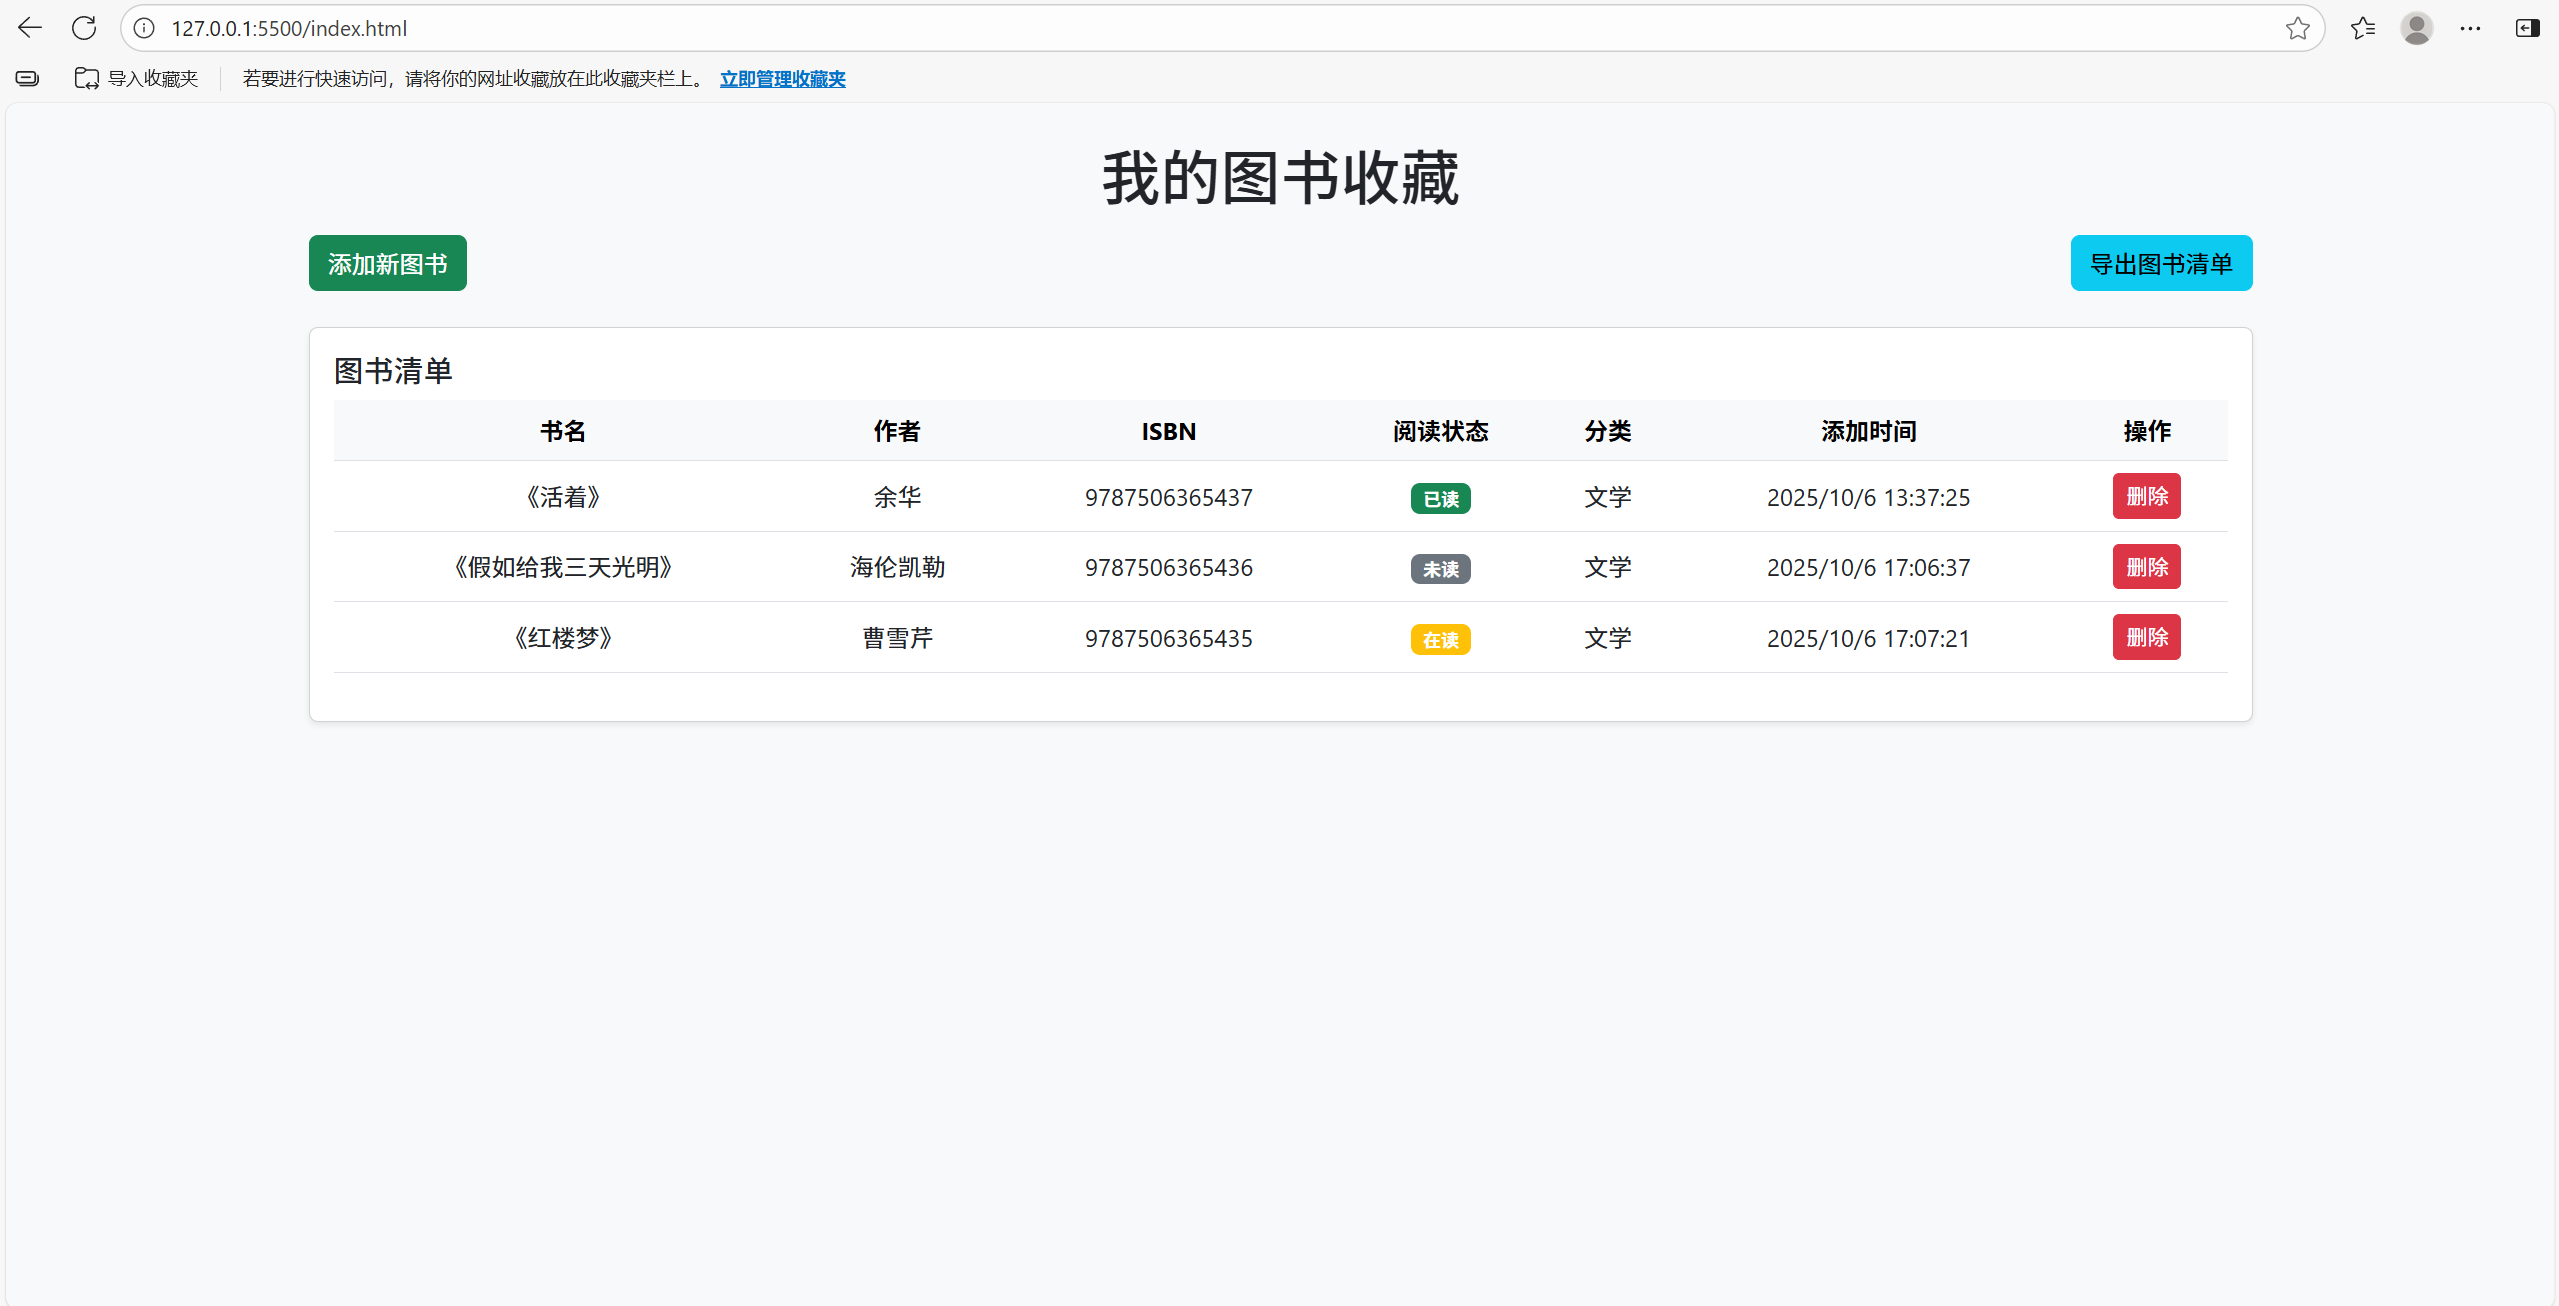 127.0.0.1:5500/index.html
导入收藏夹 若要进行快速访问，请将你的网址收藏放在此收藏夹栏上。 立即管理收藏夹
我的图书收藏
添加新图书 导出图书清单
图书清单
书名 作者 ISBN 阅读状态 分类 添加时间 操作
《活着》 余华 9787506365437 已读 文学 2025/10/6 13:37:25 删除
《假如给我三天光明》 海伦凯勒 9787506365436 未读 文学 2025/10/6 17:06:37 删除
《红楼梦》 曹雪芹 9787506365435 在读 文学 2025/10/6 17:07:21 删除